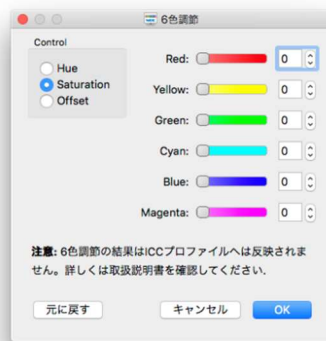 6色調節
Control
Hue
Saturation
Offset
Red: 0
Yellow: 0
Green: 0
Cyan: 0
Blue: 0
Magenta: 0
注意: 6色調節の結果はICCプロファイルへは反映されま
せん。詳しくは取扱説明書を確認してください.
元に戻す キャンセル OK